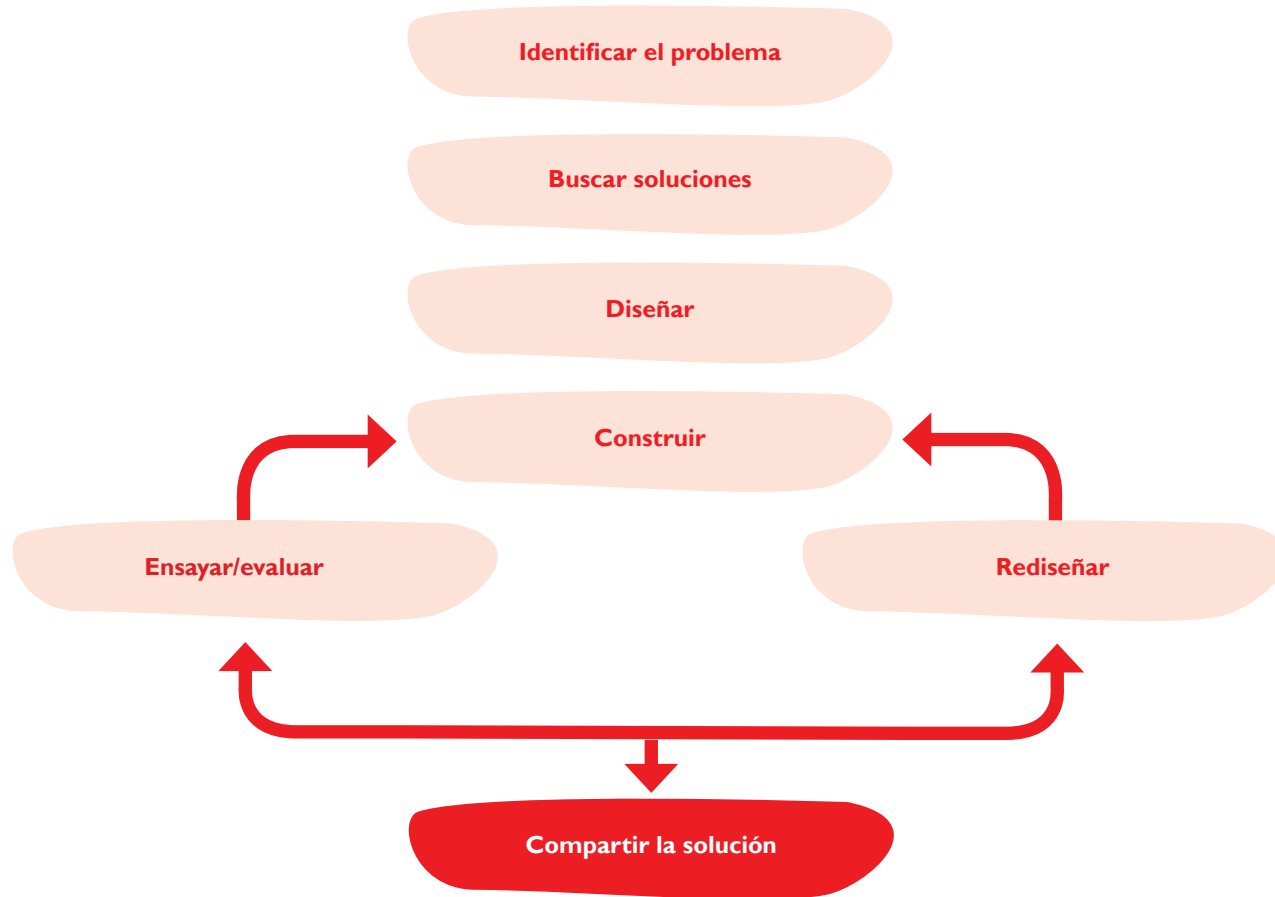 Identificar el problema
Buscar soluciones
Diseñar
Construir
Ensayar/evaluar
Rediseñar
Compartir la solución